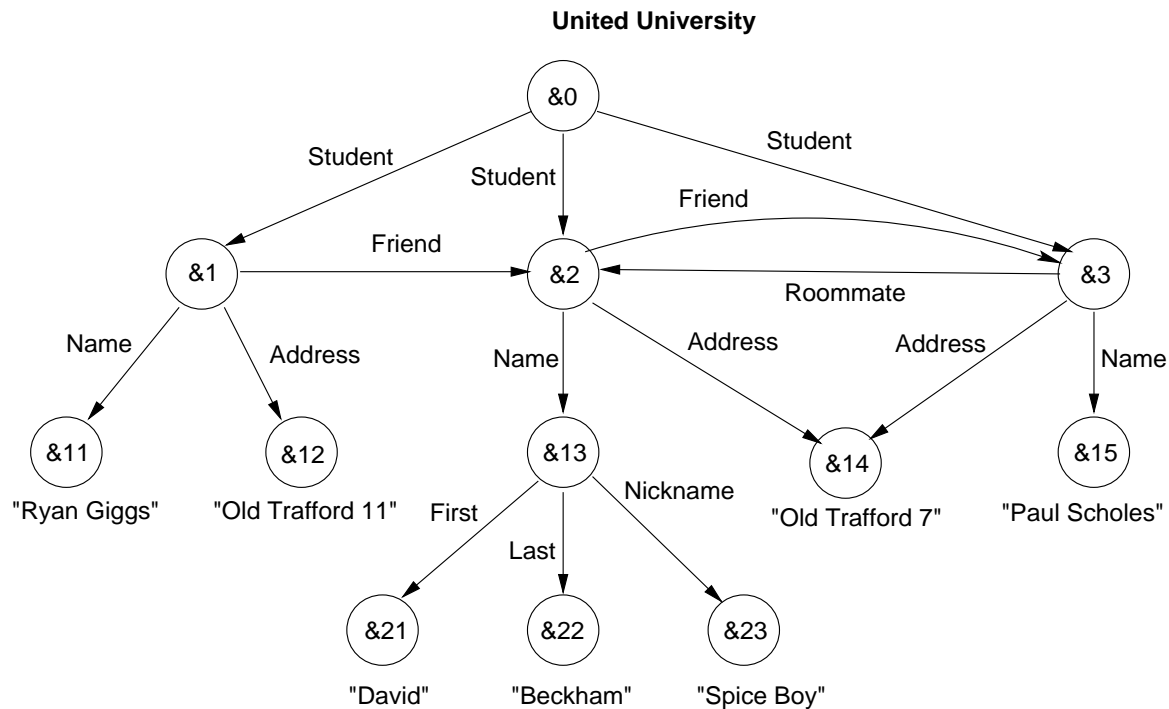 United University
&0
Student
Student
Student
Friend
Friend
&1
&2
&3
Roommate
Name
Address
Name
Address
Address
Name
&11
&12
&13
&14
&15
"Ryan Giggs"
"Old Trafford 11"
First
Last
Nickname
"Old Trafford 7"
"Paul Scholes"
&21
&22
&23
"David"
"Beckham"
"Spice Boy"